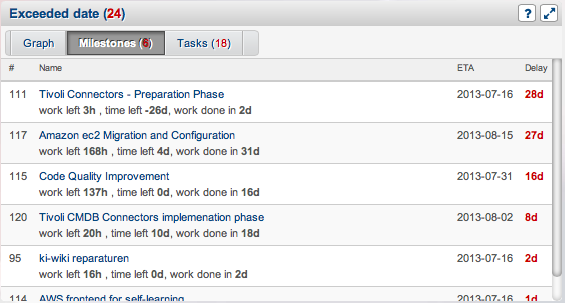 Exceeded date (24)
?
Graph Milestones (6) Tasks (18)
# Name ETA Delay
111 Tivoli Connectors - Preparation Phase 2013-07-16 28d
work left 3h , time left -26d, work done in 2d
117 Amazon ec2 Migration and Configuration 2013-08-15 27d
work left 168h , time left 4d, work done in 31d
115 Code Quality Improvement 2013-07-31 16d
work left 137h , time left 0d, work done in 16d
120 Tivoli CMDB Connectors implemenation phase 2013-08-02 8d
work left 20h , time left 10d, work done in 18d
95 ki-wiki reparaturen 2013-07-16 2d
work left 16h , time left 0d, work done in 2d
114 AWS frontend for self-learning 2013-07-16 1d